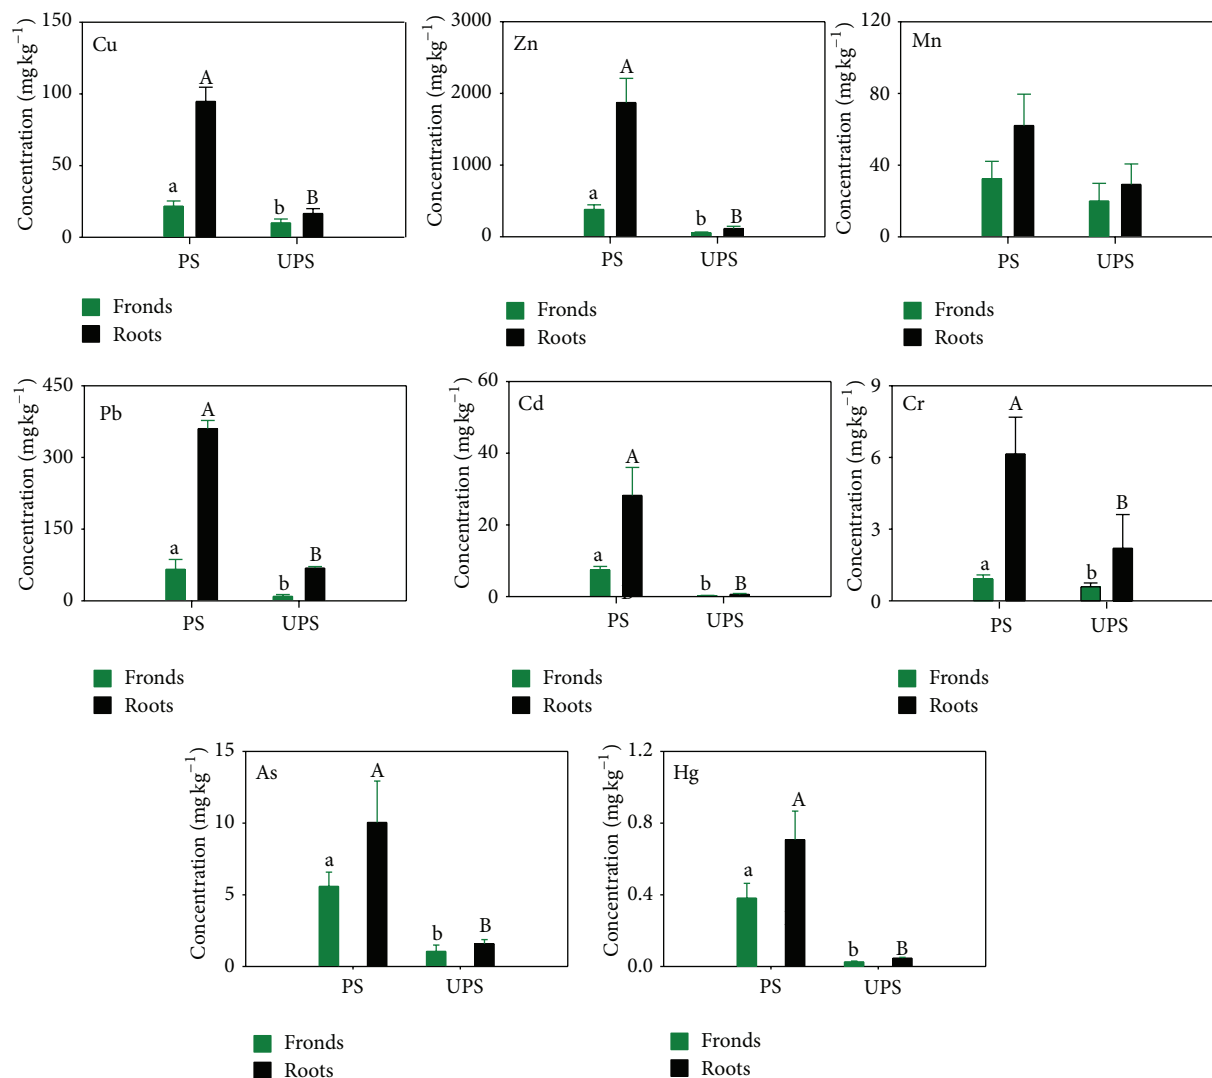 Concentration (mg kg−1)
150
100
50
0
Cu
a
A
b
B
PS
UPS
Fronds
Roots
Concentration (mg kg−1)
3000
2000
1000
0
Zn
a
A
b
B
PS
UPS
Fronds
Roots
Concentration (mg kg−1)
120
80
40
0
Mn
PS
UPS
Fronds
Roots
Concentration (mg kg−1)
450
300
150
0
Pb
a
A
b
B
PS
UPS
Fronds
Roots
Concentration (mg kg−1)
60
40
20
0
Cd
a
A
b
B
PS
UPS
Fronds
Roots
Concentration (mg kg−1)
9
6
3
0
Cr
a
A
b
B
PS
UPS
Fronds
Roots
Concentration (mg kg−1)
15
10
5
0
As
a
A
b
B
PS
UPS
Fronds
Roots
Concentration (mg kg−1)
1.2
0.8
0.4
0.0
Hg
a
A
b
B
PS
UPS
Fronds
Roots